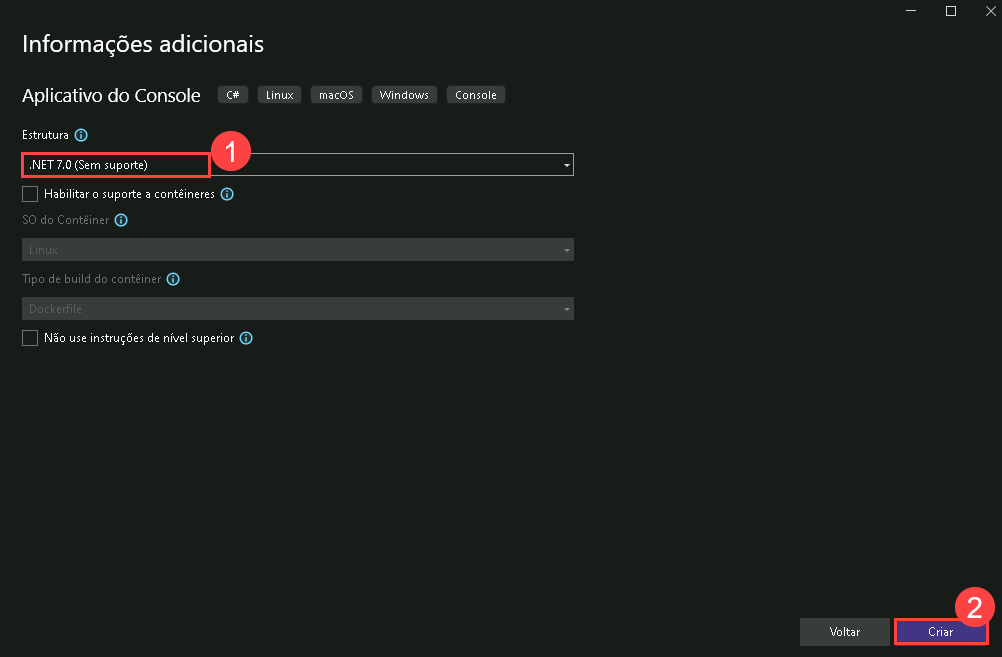 Informações adicionais
Aplicativo do Console C# Linux macOS Windows Console
Estrutura
.NET 7.0 (Sem suporte)
1
Habilitar o suporte a contêineres
SO do Contêiner
Linux
Tipo de build do contêiner
Dockerfile
Não use instruções de nível superior
2
Voltar Criar